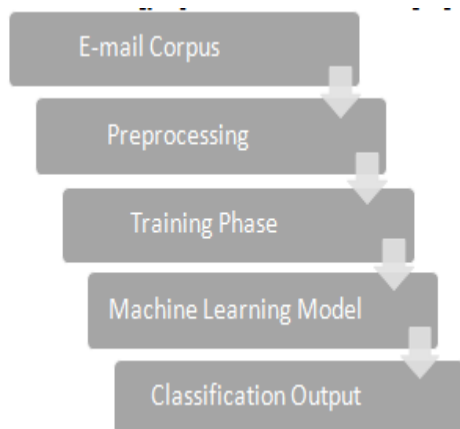 E-mail Corpus
Preprocessing
Training Phase
Machine Learning Model
Classification Output